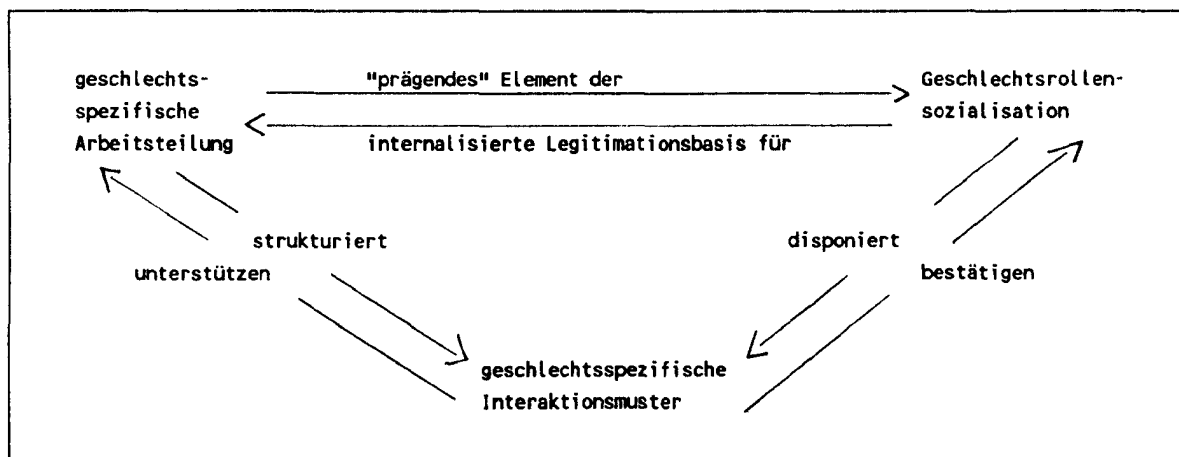 geschlechts-
spezifische
Arbeitsteilung
"prägendes" Element der
internalisierte Legitimationsbasis für
Geschlechtsrollen-
sozialisation
strukturiert
unterstützen
disponiert
bestätigen
geschlechtsspezifische
Interaktionsmuster